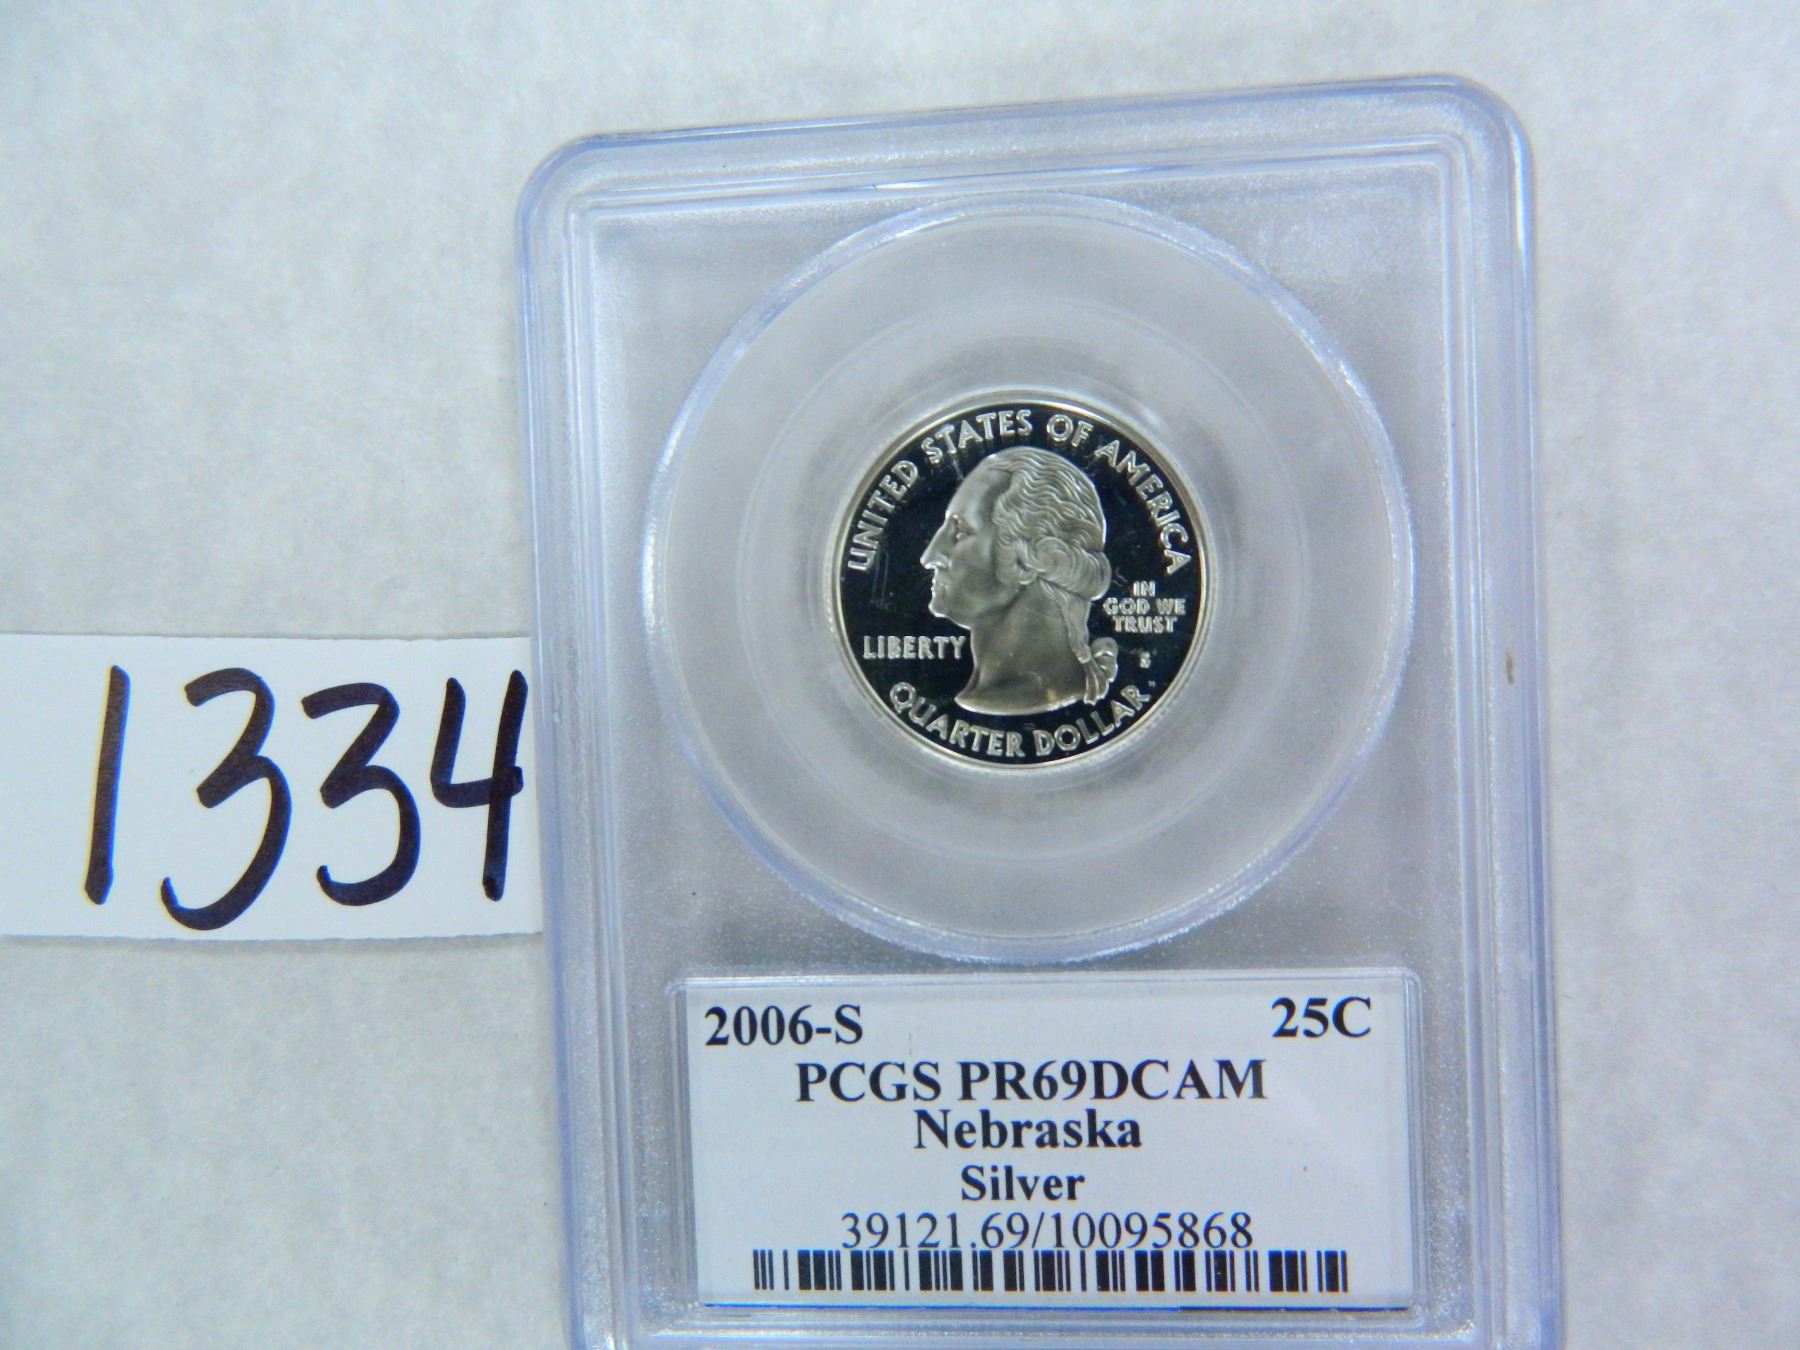 1334
UNITED STATES OF AMERICA
LIBERTY
IN
GOD WE
TRUST
S
QUARTER DOLLAR
2006-S 25C
PCGS PR69DCAM
Nebraska
Silver
39121.69/10095868